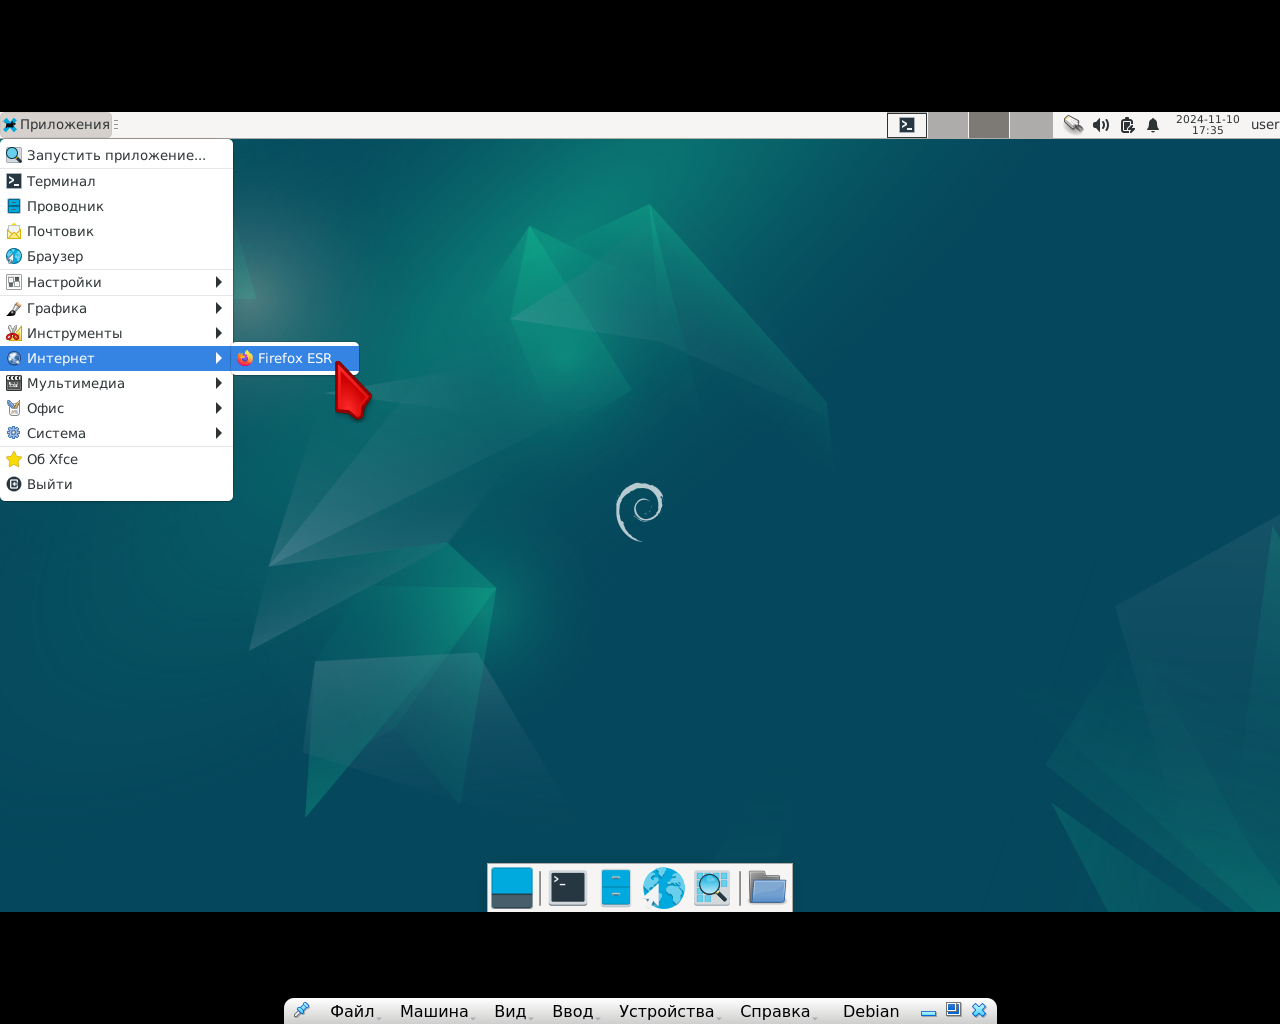 Приложения
2024-11-10
17:35
user
Запустить приложение...
Терминал
Проводник
Почтовик
Браузер
Настройки
Графика
Инструменты
Интернет
Firefox ESR
Мультимедиа
Офис
Система
Об Xfce
Выйти
Файл Машина Вид Ввод Устройства Справка Debian